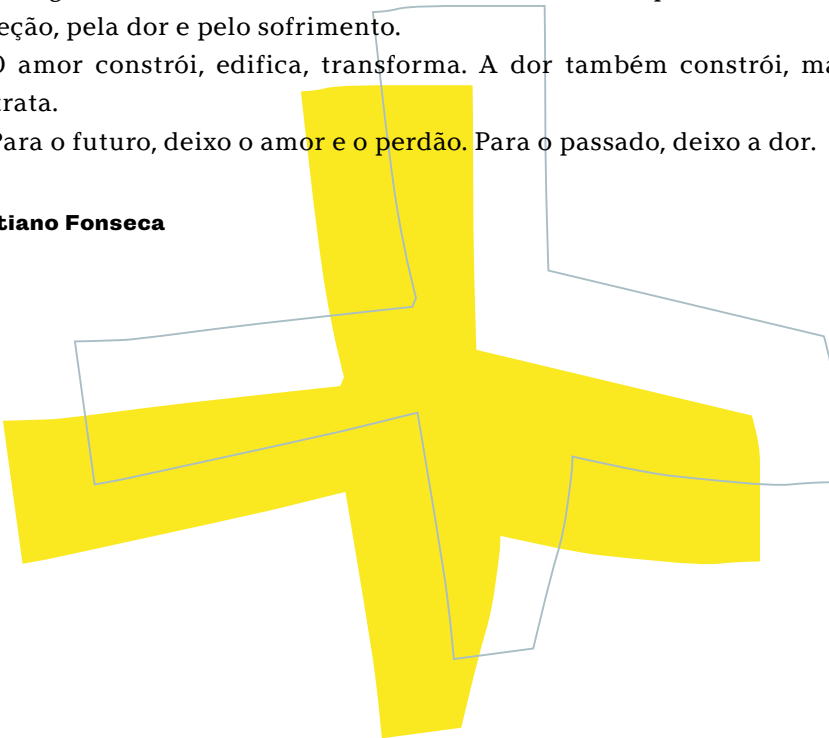 eção, pela dor e pelo sofrimento.
O amor constrói, edifica, transforma. A dor também constrói, ma
rata.
Para o futuro, deixo o amor e o perdão. Para o passado, deixo a dor.
tiano Fonseca